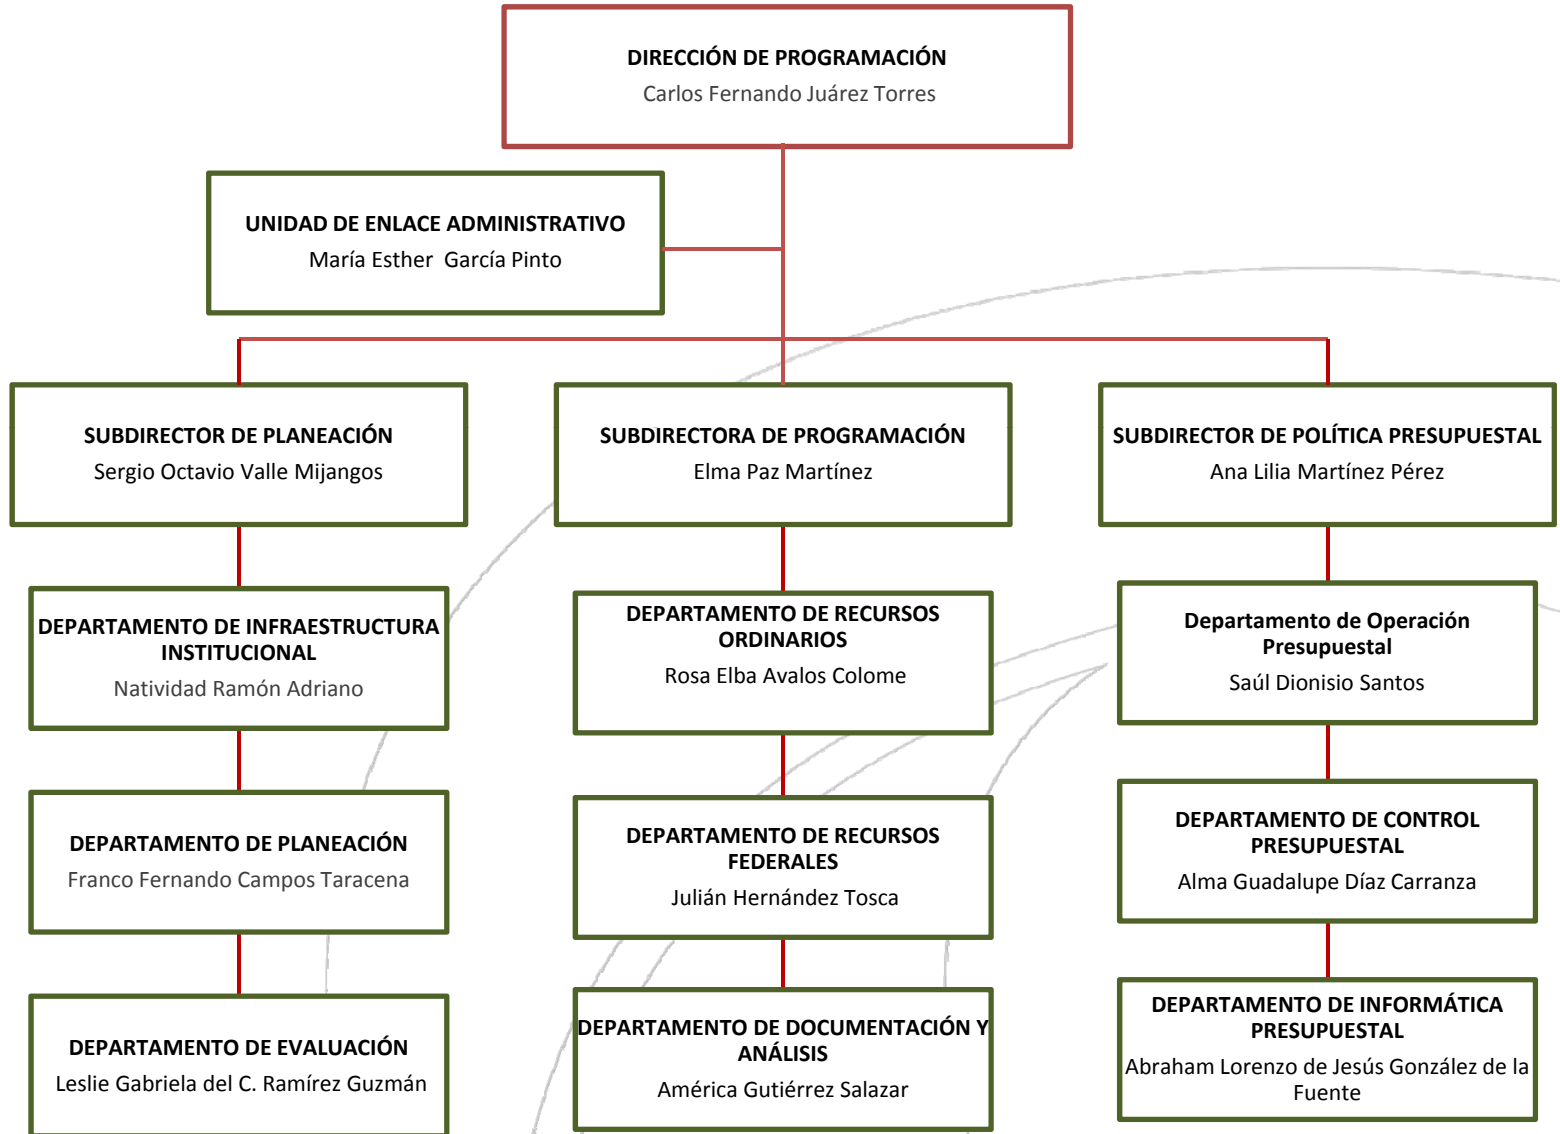 DIRECCIÓN DE PROGRAMACIÓN
Carlos Fernando Juárez Torres
UNIDAD DE ENLACE ADMINISTRATIVO
María Esther García Pinto
SUBDIRECTOR DE PLANEACIÓN
Sergio Octavio Valle Mijangos
SUBDIRECTORA DE PROGRAMACIÓN
Elma Paz Martínez
SUBDIRECTOR DE POLÍTICA PRESUPUESTAL
Ana Lilia Martínez Pérez
DEPARTAMENTO DE INFRAESTRUCTURA
INSTITUCIONAL
Natividad Ramón Adriano
DEPARTAMENTO DE RECURSOS
ORDINARIOS
Rosa Elba Avalos Colome
Departamento de Operación
Presupuestal
Saúl Dionisio Santos
DEPARTAMENTO DE PLANEACIÓN
Franco Fernando Campos Taracena
DEPARTAMENTO DE RECURSOS
FEDERALES
Julián Hernández Tosca
DEPARTAMENTO DE CONTROL
PRESUPUESTAL
Alma Guadalupe Díaz Carranza
DEPARTAMENTO DE EVALUACIÓN
Leslie Gabriela del C. Ramírez Guzmán
DEPARTAMENTO DE DOCUMENTACIÓN Y
ANÁLISIS
América Gutiérrez Salazar
DEPARTAMENTO DE INFORMÁTICA
PRESUPUESTAL
Abraham Lorenzo de Jesús González de la
Fuente